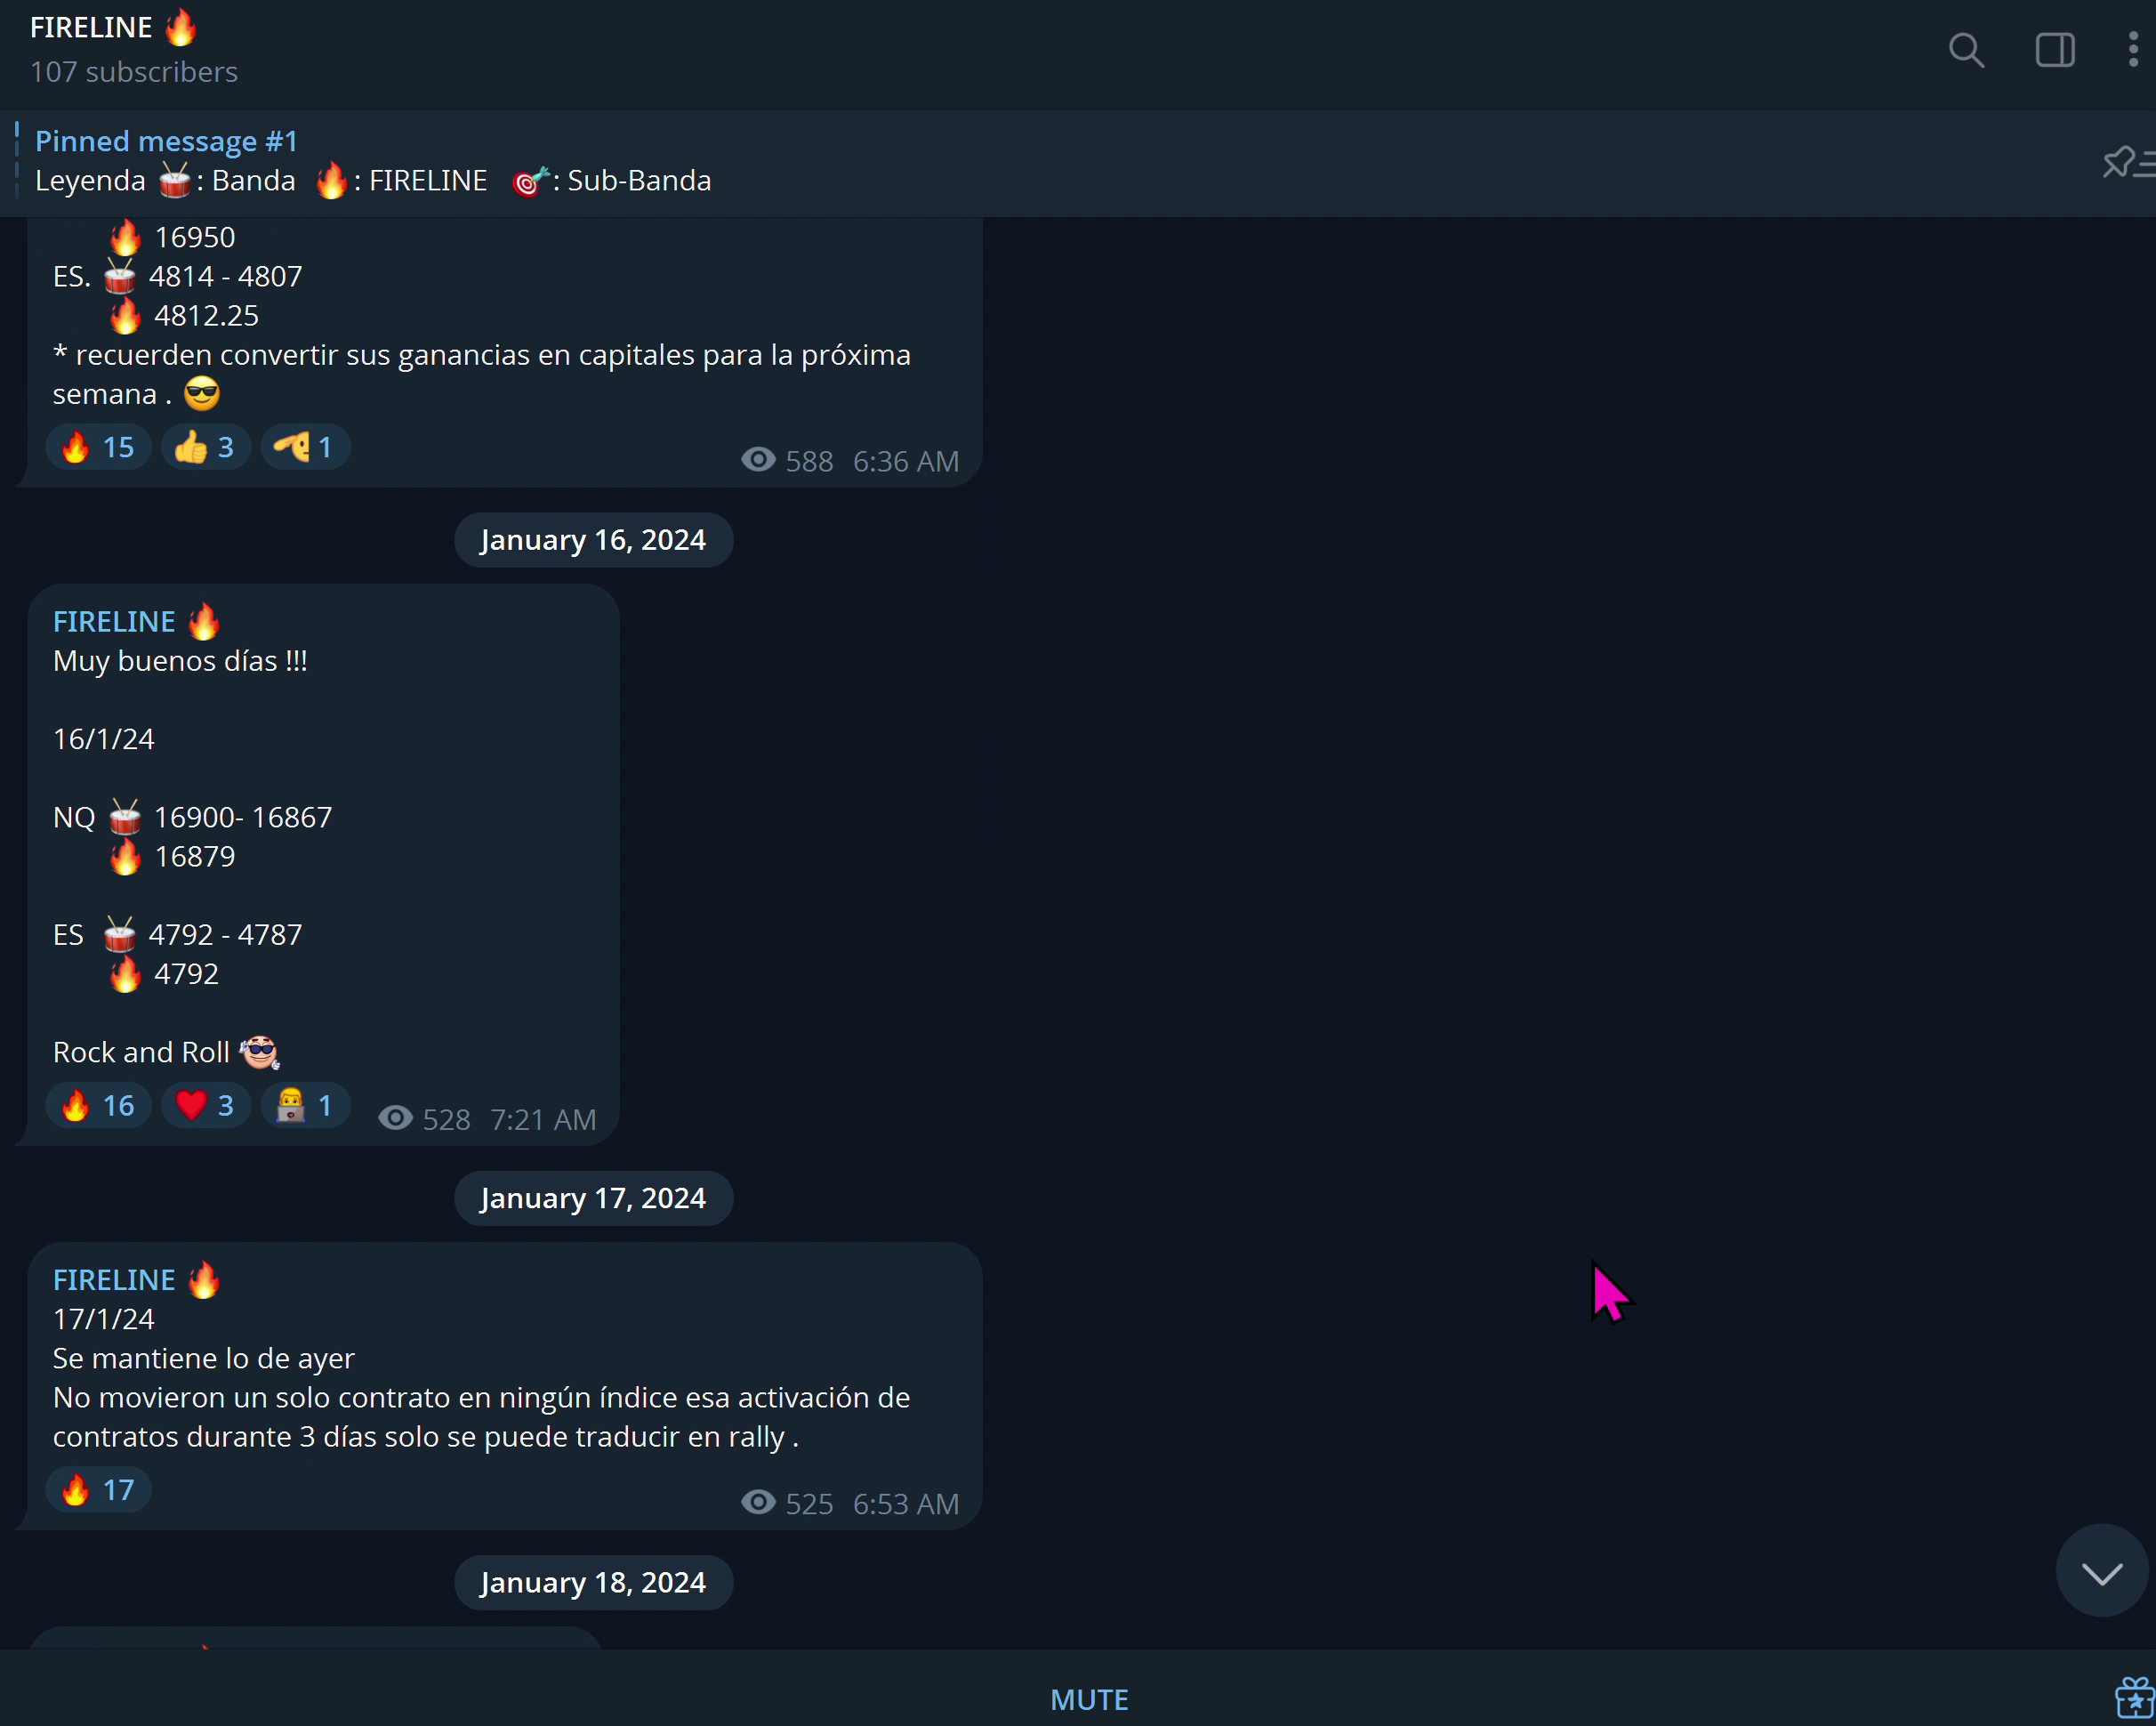 FIRELINE 🔥
107 subscribers
Pinned message #1
Leyenda 🥁: Banda 🔥: FIRELINE 🎯: Sub-Banda
🔥 16950
ES. 🥁 4814 - 4807
🔥 4812.25
* recuerden convertir sus ganancias en capitales para la próxima
semana . 😎
🔥 15 👍 3 🫡 1 588 6:36 AM
January 16, 2024
FIRELINE 🔥
Muy buenos días !!!
16/1/24
NQ 🥁 16900- 16867
🔥 16879
ES 🥁 4792 - 4787
🔥 4792
Rock and Roll 😎
🔥 16 ❤️ 3 👨‍💻 1 528 7:21 AM
January 17, 2024
FIRELINE 🔥
17/1/24
Se mantiene lo de ayer
No movieron un solo contrato en ningún índice esa activación de
contratos durante 3 días solo se puede traducir en rally .
🔥 17 525 6:53 AM
January 18, 2024
MUTE